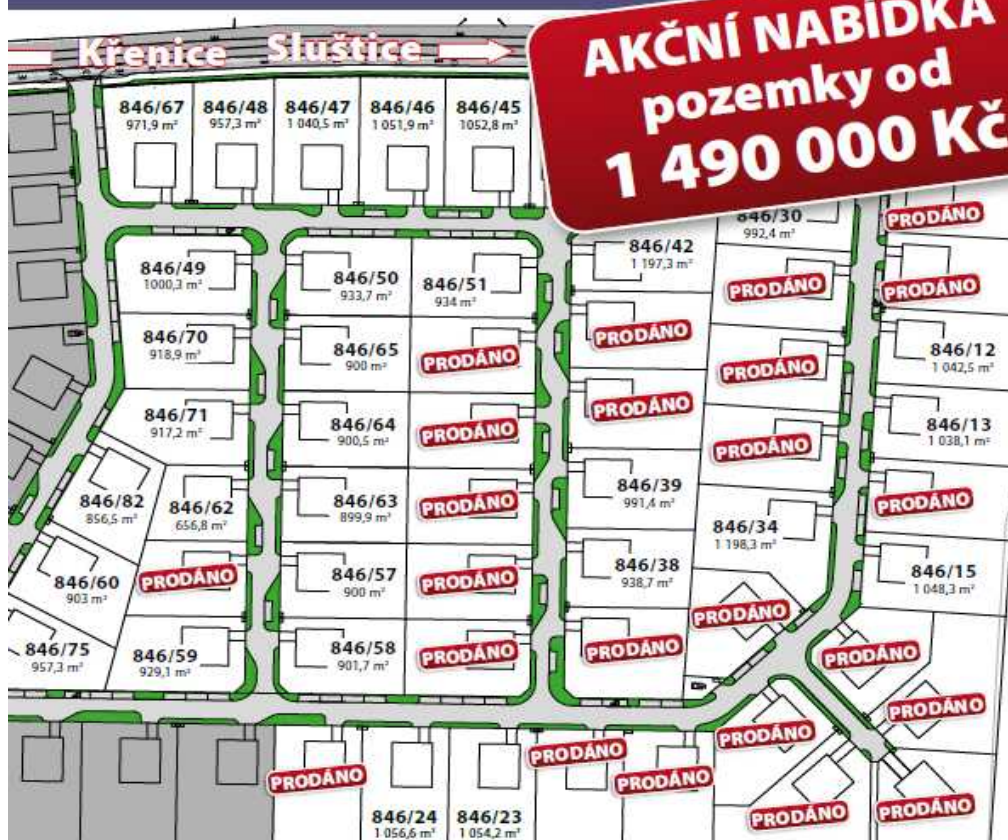 AKČNÍ NABÍDKA
pozemky od
1 490 000 Kč
Křenice Sluštice
846/67
971,9 m²
846/48
957,3 m²
846/47
1 040,5 m²
846/46
1 051,9 m²
846/45
1052,8 m²
846/30
992,4 m²
PRODÁNO
846/49
1000,3 m²
846/50
933,7 m²
846/51
934 m²
846/42
1 197,3 m²
PRODÁNO
PRODÁNO
846/70
918,9 m²
846/65
900 m²
PRODÁNO
PRODÁNO
PRODÁNO
846/12
1 042,5 m²
846/71
917,2 m²
846/64
900,5 m²
PRODÁNO
PRODÁNO
PRODÁNO
846/13
1 038,1 m²
846/82
856,5 m²
846/62
656,8 m²
846/63
899,9 m²
PRODÁNO
846/39
991,4 m²
846/34
1 198,3 m²
PRODÁNO
846/60
903 m²
PRODÁNO
846/57
900 m²
PRODÁNO
846/38
938,7 m²
PRODÁNO
846/15
1 048,3 m²
846/75
957,3 m²
846/59
929,1 m²
846/58
901,7 m²
PRODÁNO
PRODÁNO
PRODÁNO
PRODÁNO
PRODÁNO
PRODÁNO
PRODÁNO
PRODÁNO
846/24
1 056,6 m²
846/23
1 054,2 m²
PRODÁNO
PRODÁNO